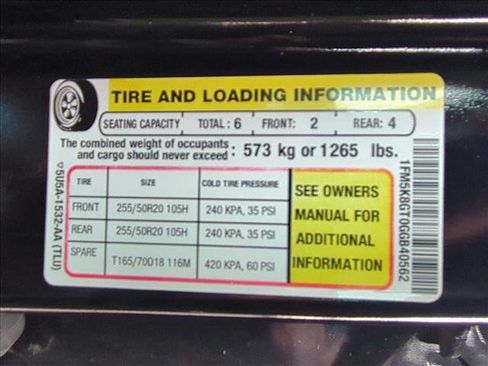 TIRE AND LOADING INFORMATION
SEATING CAPACITY TOTAL: 6 FRONT: 2 REAR: 4
The combined weight of occupants
and cargo should never exceed: 573 kg or 1265 lbs.
TIRE SIZE COLD TIRE PRESSURE
FRONT 255/50R20 105H 240 KPA, 35 PSI
REAR 255/50R20 105H 240 KPA, 35 PSI
SPARE T165/70D18 116M 420 KPA, 60 PSI
SEE OWNERS
MANUAL FOR
ADDITIONAL
INFORMATION
5U5A-1532-AA (TLU)
1FM5K8GT0GGB40562